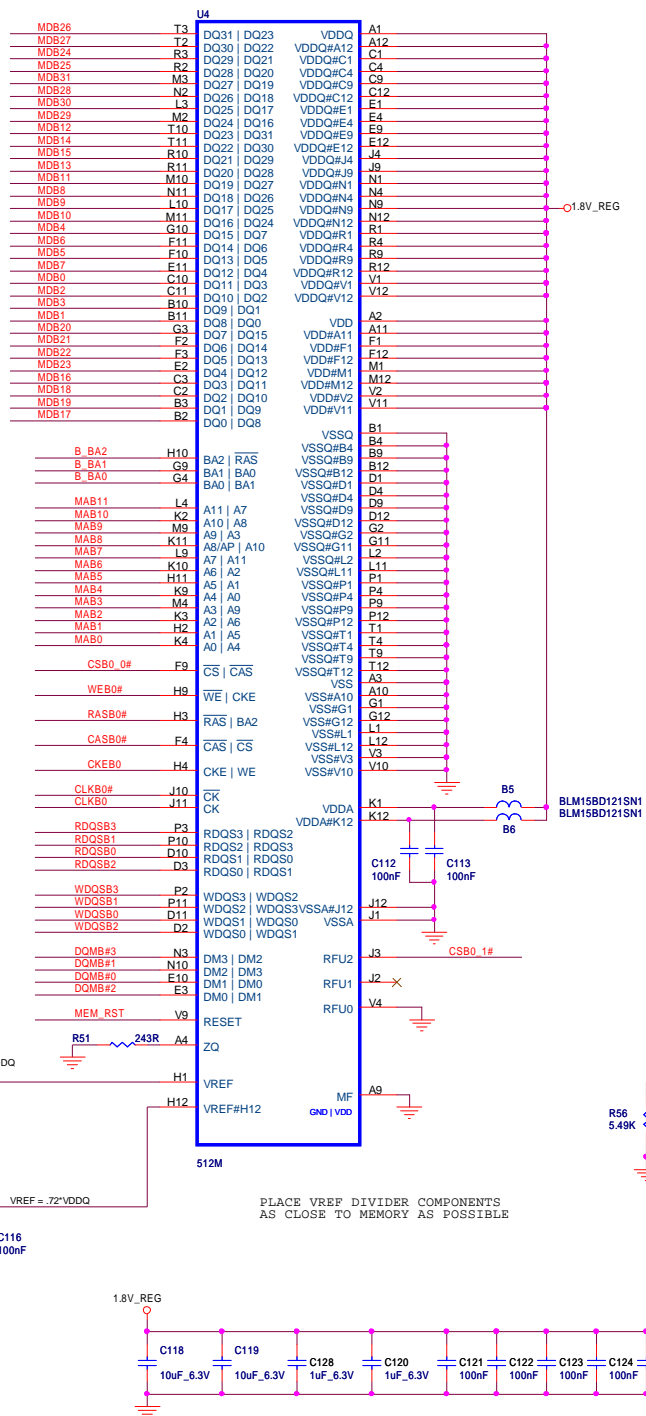 U4
MDB26 T3 DQ31 | DQ23 VDDQ A1
MDB27 T2 DQ30 | DQ22 VDDQ#A12 A12
MDB24 R3 DQ29 | DQ21 VDDQ#C1 C1
MDB25 R2 DQ28 | DQ20 VDDQ#C4 C4
MDB31 M3 DQ27 | DQ19 VDDQ#C9 C9
MDB28 N2 DQ26 | DQ18 VDDQ#C12 C12
MDB30 L3 DQ25 | DQ17 VDDQ#E1 E1
MDB29 M2 DQ24 | DQ16 VDDQ#E4 E4
MDB12 T10 DQ23 | DQ31 VDDQ#E9 E9
MDB14 T11 DQ22 | DQ30 VDDQ#E12 E12
MDB15 R10 DQ21 | DQ29 VDDQ#J4 J4
MDB13 R11 DQ20 | DQ28 VDDQ#J9 J9
MDB11 M10 DQ19 | DQ27 VDDQ#N1 N1
MDB8 N11 DQ18 | DQ26 VDDQ#N4 N4
MDB9 L10 DQ17 | DQ25 VDDQ#N9 N9 1.8V_REG
MDB10 M11 DQ16 | DQ24 VDDQ#N12 N12
MDB4 G10 DQ15 | DQ7 VDDQ#R1 R1
MDB6 F11 DQ14 | DQ6 VDDQ#R4 R4
MDB5 F10 DQ13 | DQ5 VDDQ#R9 R9
MDB7 E11 DQ12 | DQ4 VDDQ#R12 R12
MDB0 C10 DQ11 | DQ3 VDDQ#V1 V1
MDB2 C11 DQ10 | DQ2 VDDQ#V12 V12
MDB3 B10 DQ9 | DQ1
MDB1 B11 DQ8 | DQ0 VDD A2
MDB20 G3 DQ7 | DQ15 VDD#A11 A11
MDB21 F2 DQ6 | DQ14 VDD#F1 F1
MDB22 F3 DQ5 | DQ13 VDD#F12 F12
MDB23 E2 DQ4 | DQ12 VDD#M1 M1
MDB16 C3 DQ3 | DQ11 VDD#M12 M12
MDB18 C2 DQ2 | DQ10 VDD#V2 V2
MDB19 B3 DQ1 | DQ9 VDD#V11 V11
MDB17 B2 DQ0 | DQ8
VSSQ B1
VSSQ#B4 B4
B_BA2 H10 BA2 | RAS VSSQ#B9 B9
B_BA1 G9 BA1 | BA0 VSSQ#B12 B12
B_BA0 G4 BA0 | BA1 VSSQ#D1 D1
VSSQ#D4 D4
MAB11 L4 A11 | A7 VSSQ#D9 D9
MAB10 K2 A10 | A8 VSSQ#D12 D12
MAB9 M9 A9 | A3 VSSQ#G2 G2
MAB8 K11 A8/AP | A10 VSSQ#G11 G11
MAB7 L9 A7 | A11 VSSQ#L2 L2
MAB6 K10 A6 | A2 VSSQ#L11 L11
MAB5 H11 A5 | A1 VSSQ#P1 P1
MAB4 K9 A4 | A0 VSSQ#P4 P4
MAB3 M4 A3 | A9 VSSQ#P9 P9
MAB2 K3 A2 | A6 VSSQ#P12 P12
MAB1 H2 A1 | A5 VSSQ#T1 T1
MAB0 K4 A0 | A4 VSSQ#T4 T4
VSSQ#T9 T9
CSB0_0# F9 CS | CAS VSSQ#T12 T12
VSS A3
WEB0# H9 WE | CKE VSS#A10 A10
VSS#G1 G1
RASB0# H3 RAS | BA2 VSS#G12 G12
VSS#L1 L1
CASB0# F4 CAS | CS VSS#L12 L12
VSS#V3 V3
CKEB0 H4 CKE | WE VSS#V10 V10
CLKB0# J10 CK
CLKB0 J11 CK VDDA K1 B5 BLM15BD121SN1
VDDA#K12 K12 B6 BLM15BD121SN1
RDQSB3 P3 RDQS3 | RDQS2
RDQSB1 P10 RDQS2 | RDQS3
RDQSB0 D10 RDQS1 | RDQS0
RDQSB2 D3 RDQS0 | RDQS1
C112 100nF
C113 100nF
WDQSB3 P2 WDQS3 | WDQS2
WDQSB1 P11 WDQS2 | WDQS3 VSSA#J12 J12
WDQSB0 D11 WDQS1 | WDQS0 VSSA J1
WDQSB2 D2 WDQS0 | WDQS1
DQMB#3 N3 DM3 | DM2 RFU2 J3 CSB0_1#
DQMB#1 N10 DM2 | DM3
DQMB#0 E10 DM1 | DM0 RFU1 J2
DQMB#2 E3 DM0 | DM1
RFU0 V4
MEM_RST V9 RESET
R51 243R A4 ZQ
DQ
H1 VREF
MF A9
H12 VREF#H12 GND | VDD
R56
5.49K
512M
VREF = .72*VDDQ
PLACE VREF DIVIDER COMPONENTS
AS CLOSE TO MEMORY AS POSSIBLE
C116
100nF
1.8V_REG
C118 C119 C128 C120 C121 C122 C123 C124
10uF_6.3V 10uF_6.3V 1uF_6.3V 1uF_6.3V 100nF 100nF 100nF 100nF